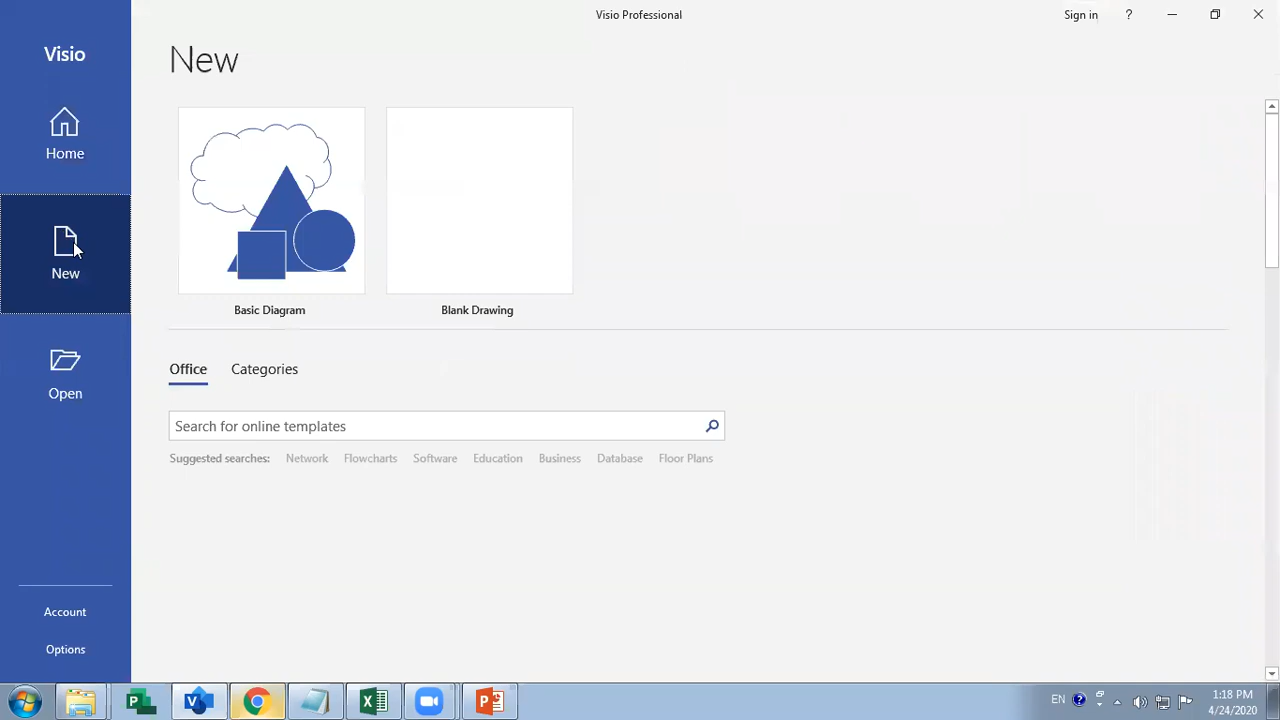 Visio Professional
Sign in
?
Visio
Home
New
Open
Account
Options
New
Basic Diagram
Blank Drawing
Office
Categories
Search for online templates
Suggested searches: Network Flowcharts Software Education Business Database Floor Plans
EN
1:18 PM
4/24/2020